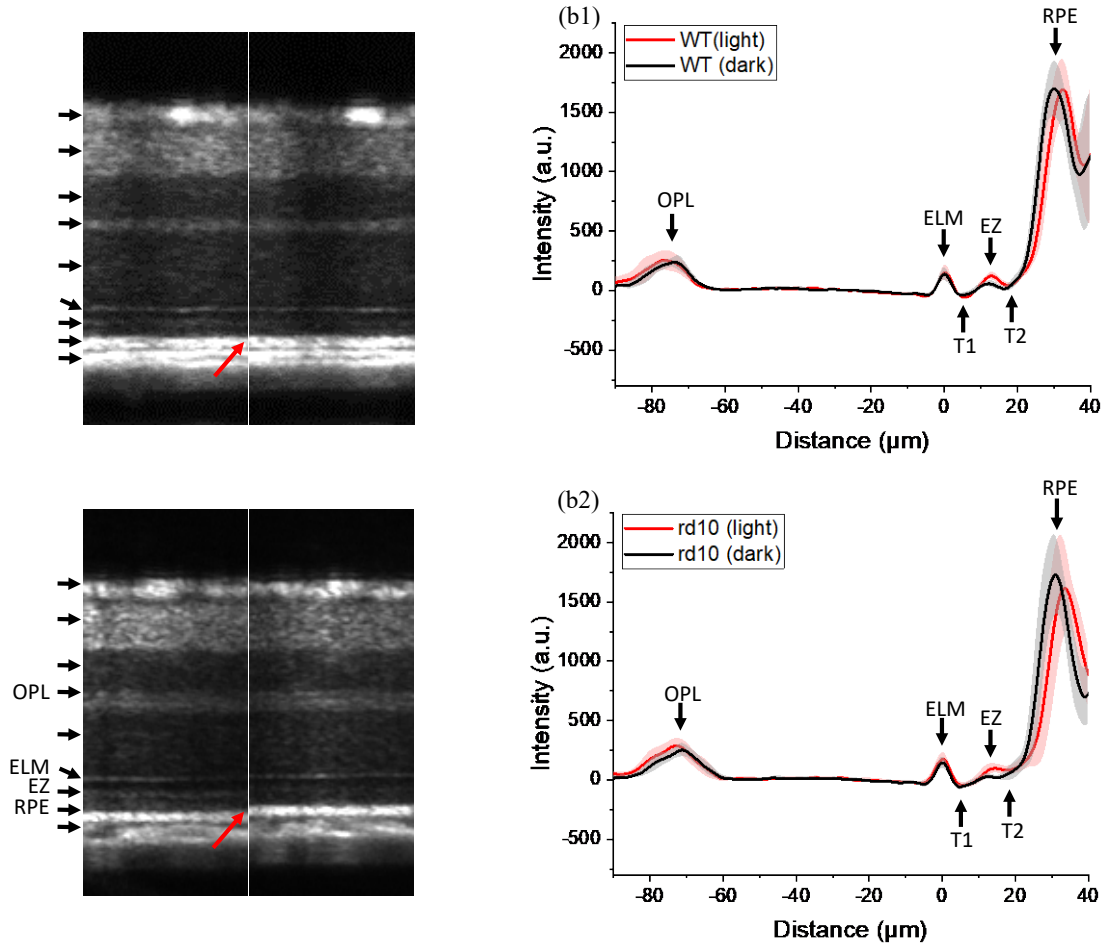 (b1)
RPE
WT(light)
WT (dark)
2000
1500
1000
500
0
-500
Intensity (a.u.)
OPL
ELM
EZ
T1
T2
-80
-60
-40
-20
0
20
40
Distance (µm)
OPL
ELM
EZ
RPE
(b2)
RPE
rd10 (light)
rd10 (dark)
2000
1500
1000
500
0
-500
Intensity (a.u.)
OPL
ELM
EZ
T1
T2
-80
-60
-40
-20
0
20
40
Distance (µm)